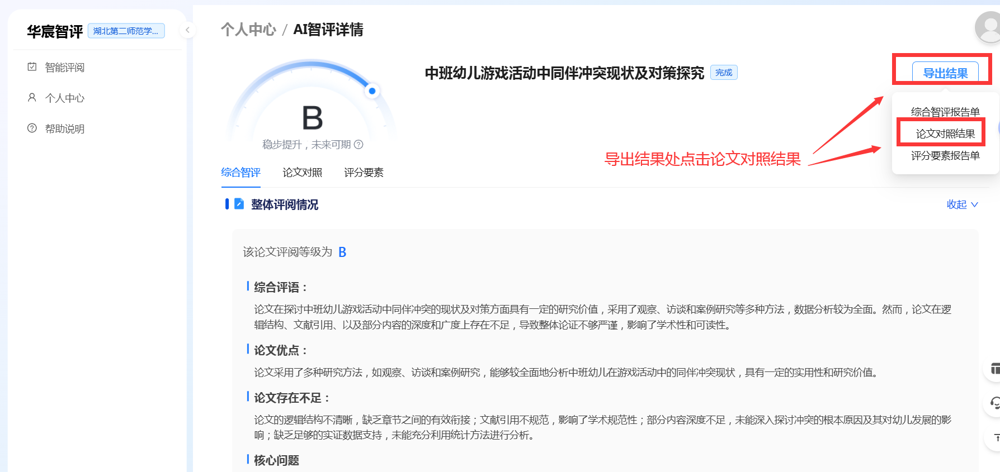 华宸智评 湖北第二师范学...
智能评阅
个人中心
帮助说明
个人中心 / AI智评详情
B
稳步提升，未来可期
中班幼儿游戏活动中同伴冲突现状及对策探究 完成
导出结果
综合智评报告单
论文对照结果
评分要素报告单
导出结果处点击论文对照结果
综合智评 论文对照 评分要素
整体评阅情况 收起
该论文评阅等级为 B
综合评语：
论文在探讨中班幼儿游戏活动中同伴冲突的现状及对策方面具有一定的研究价值，采用了观察、访谈和案例研究等多种方法，数据分析较为全面。然而，论文在逻
辑结构、文献引用、以及部分内容的深度和广度上存在不足，导致整体论证不够严谨，影响了学术性和可读性。
论文优点：
论文采用了多种研究方法，如观察、访谈和案例研究，能够较全面地分析中班幼儿在游戏活动中的同伴冲突现状，具有一定的实用性和研究价值。
论文存在不足：
论文的逻辑结构不清晰，缺乏章节之间的有效衔接；文献引用不规范，影响了学术规范性；部分内容深度不足，未能深入探讨冲突的根本原因及其对幼儿发展的影
响；缺乏足够的实证数据支持，未能充分利用统计方法进行分析。
核心问题